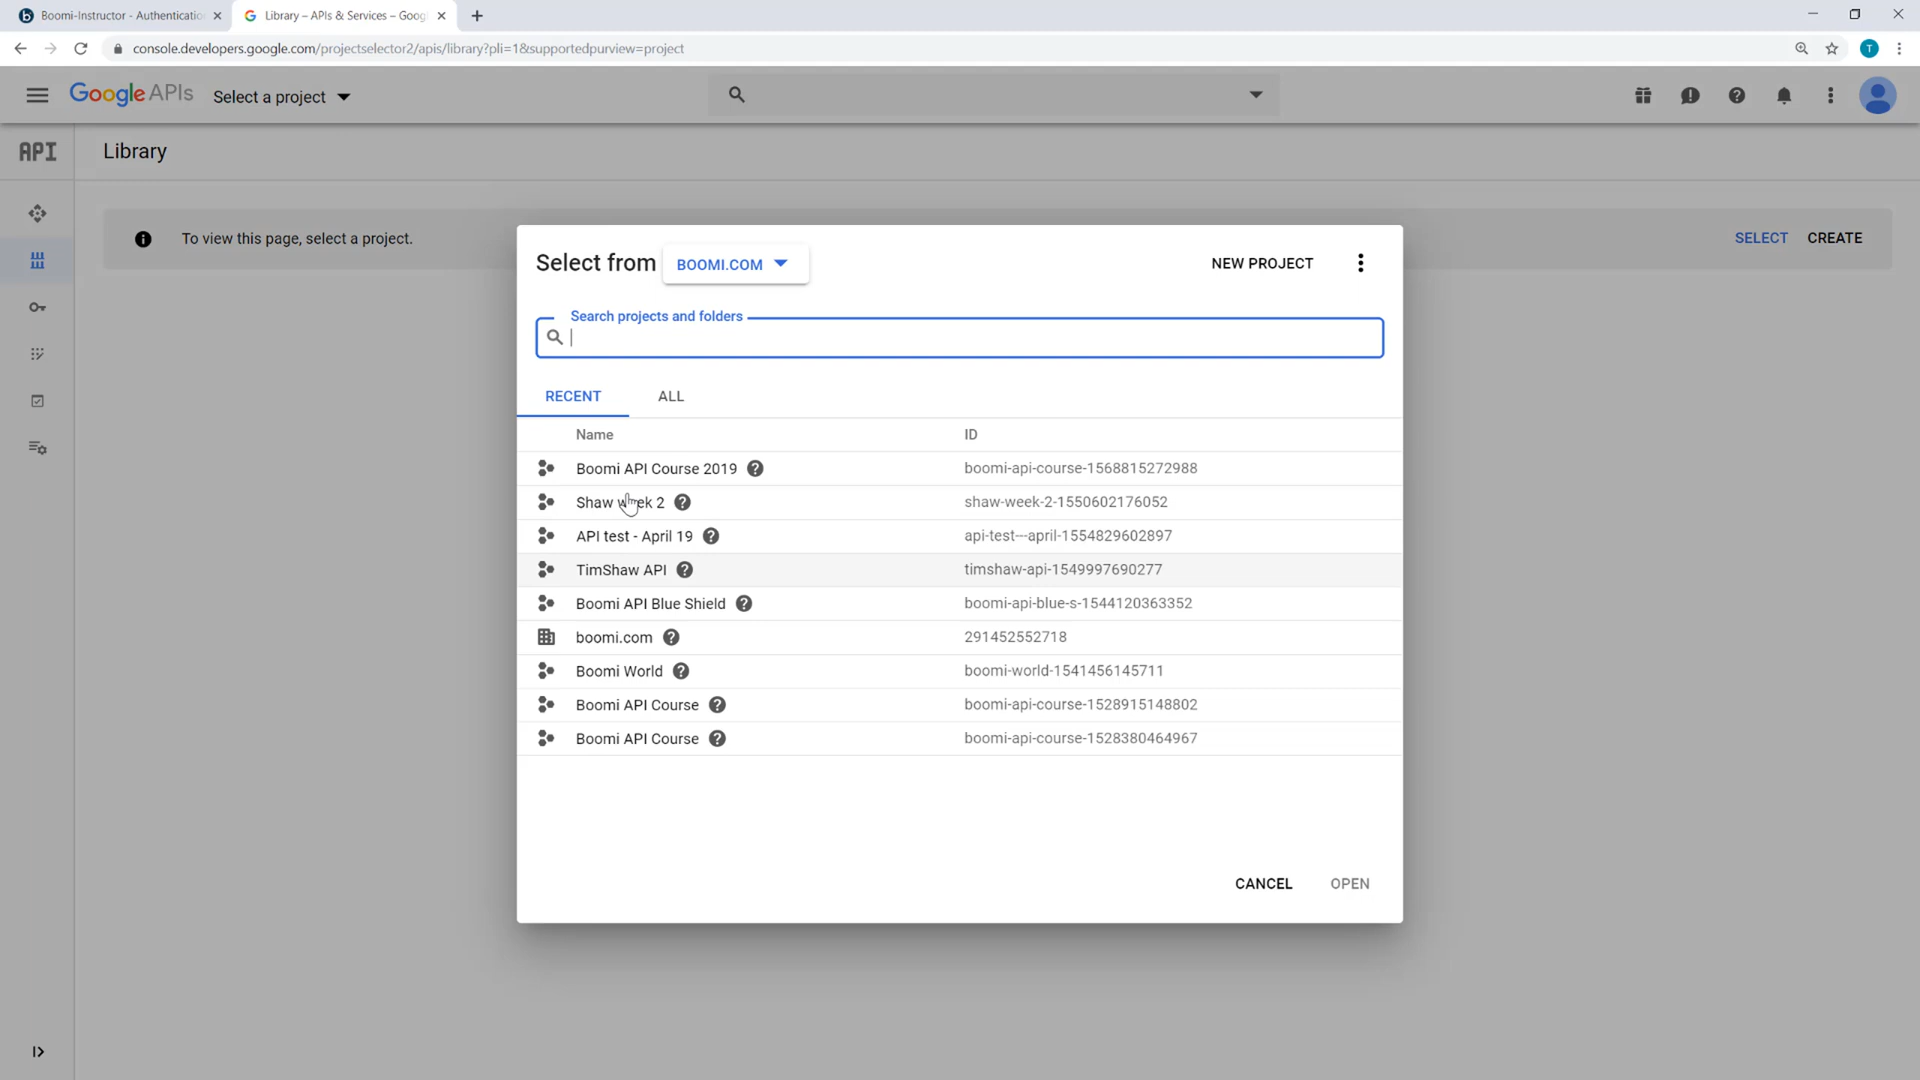 Boomi-Instructor - Authenticatio
Library – APIs & Services – Goog
console.developers.google.com/projectselector2/apis/library?pli=1&supportedpurview=project
T
Google APIs
Select a project
API
Library
To view this page, select a project.
SELECT
CREATE
Select from
BOOMI.COM
NEW PROJECT
Search projects and folders
RECENT
ALL
Name
ID
Boomi API Course 2019
boomi-api-course-1568815272988
Shaw week 2
shaw-week-2-1550602176052
API test - April 19
api-test---april-1554829602897
TimShaw API
timshaw-api-1549997690277
Boomi API Blue Shield
boomi-api-blue-s-1544120363352
boomi.com
291452552718
Boomi World
boomi-world-1541456145711
Boomi API Course
boomi-api-course-1528915148802
Boomi API Course
boomi-api-course-1528380464967
CANCEL
OPEN